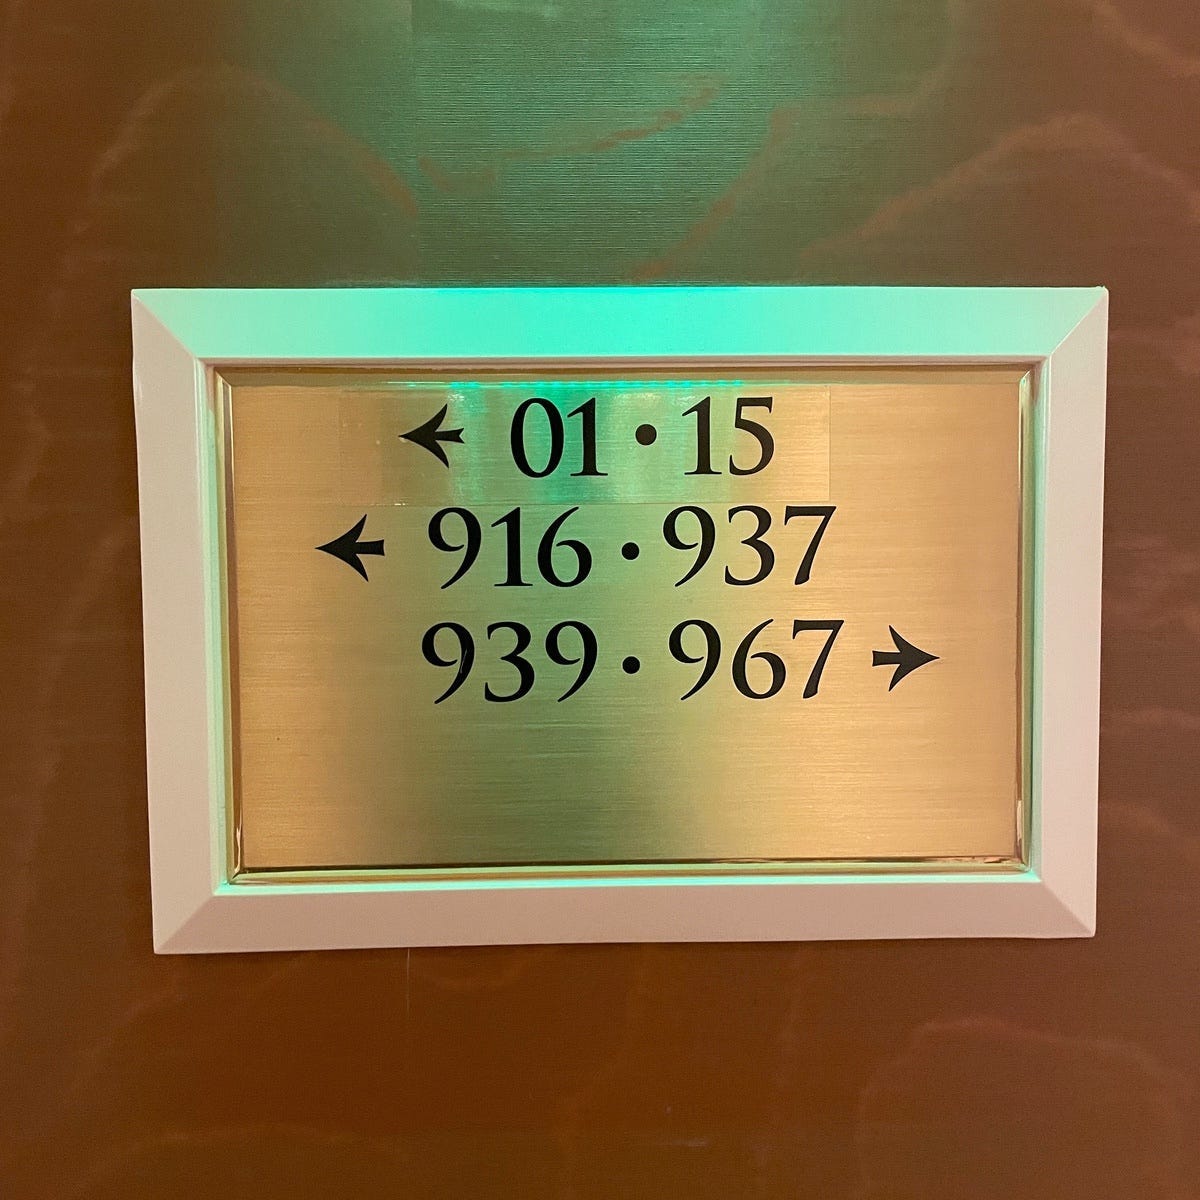 ← 01 · 15
← 916 · 937
939 · 967 →